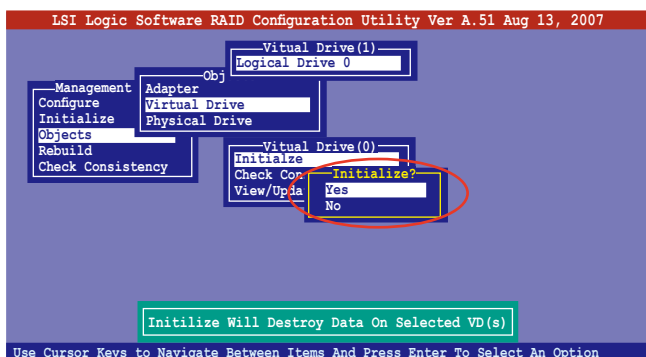 LSI Logic Software RAID Configuration Utility Ver A.51 Aug 13, 2007
Vitual Drive(1)
Logical Drive 0
Obj
Adapter
Virtual Drive
Physical Drive
Management
Configure
Initialize
Objects
Rebuild
Check Consistency
Vitual Drive(0)
Initialze
Check Con
View/Upda
Initialize?
Yes
No
Initilize Will Destroy Data On Selected VD(s)
Use Cursor Keys to Navigate Between Items And Press Enter To Select An Option